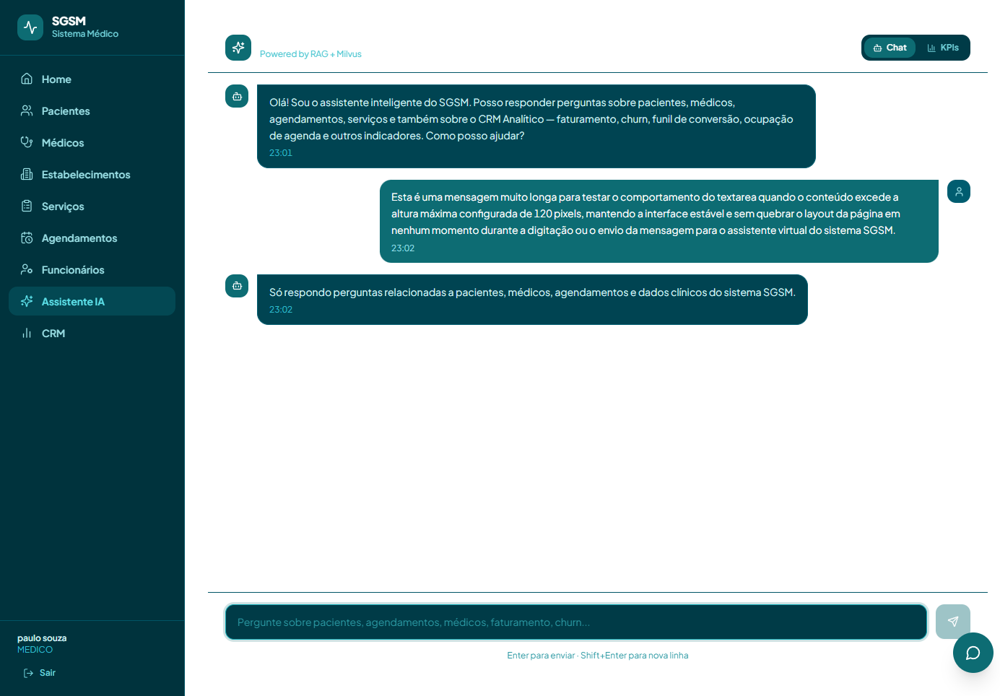 SGSM
Sistema Médico
Home
Pacientes
Médicos
Estabelecimentos
Serviços
Agendamentos
Funcionários
Assistente IA
CRM
paulo souza
MEDICO
Sair
Powered by RAG + Milvus
Chat
KPIs
Olá! Sou o assistente inteligente do SGSM. Posso responder perguntas sobre pacientes, médicos,
agendamentos, serviços e também sobre o CRM Analítico — faturamento, churn, funil de conversão, ocupação
de agenda e outros indicadores. Como posso ajudar?
23:01
Esta é uma mensagem muito longa para testar o comportamento do textarea quando o conteúdo excede a
altura máxima configurada de 120 pixels, mantendo a interface estável e sem quebrar o layout da página em
nenhum momento durante a digitação ou o envio da mensagem para o assistente virtual do sistema SGSM.
23:02
Só respondo perguntas relacionadas a pacientes, médicos, agendamentos e dados clínicos do sistema SGSM.
23:02
Pergunte sobre pacientes, agendamentos, médicos, faturamento, churn...
Enter para enviar · Shift+Enter para nova linha